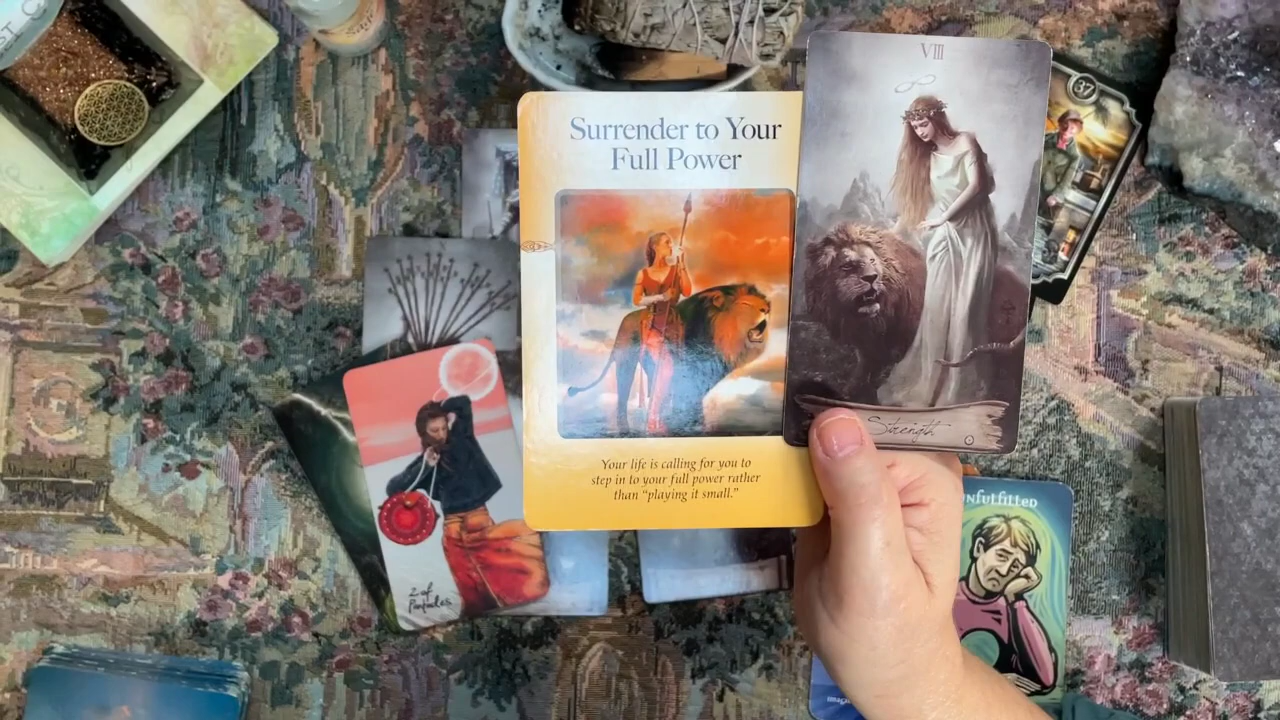 VIII
37
Surrender to Your
Full Power
Your life is calling for you to
step in to your full power rather
than “playing it small.”
Strength
2 of
Pentacles